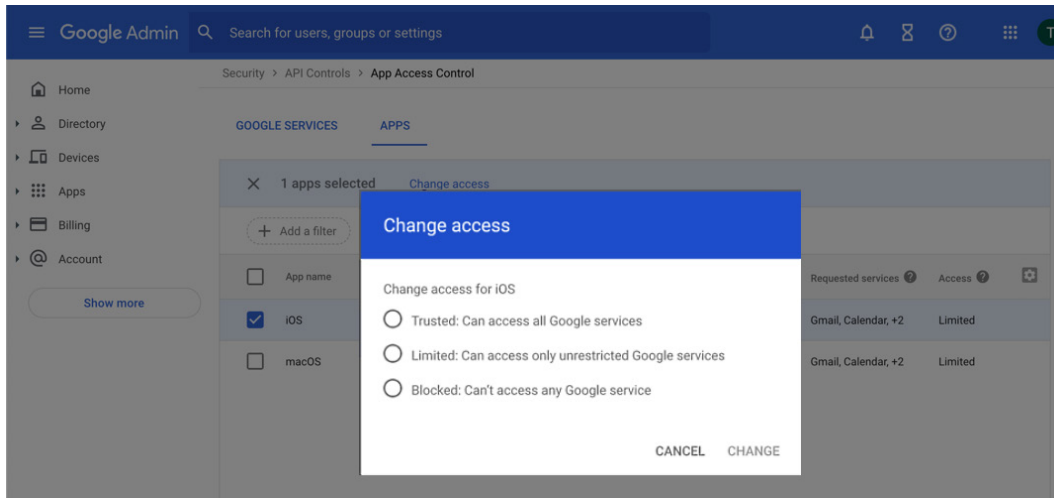 Google Admin
Search for users, groups or settings
T
Security > API Controls > App Access Control
Home
Directory
Devices
Apps
Billing
Account
Show more
GOOGLE SERVICES APPS
1 apps selected Change access
Add a filter
App name Requested services Access
iOS Gmail, Calendar, +2 Limited
macOS Gmail, Calendar, +2 Limited
Change access
Change access for iOS
Trusted: Can access all Google services
Limited: Can access only unrestricted Google services
Blocked: Can't access any Google service
CANCEL CHANGE